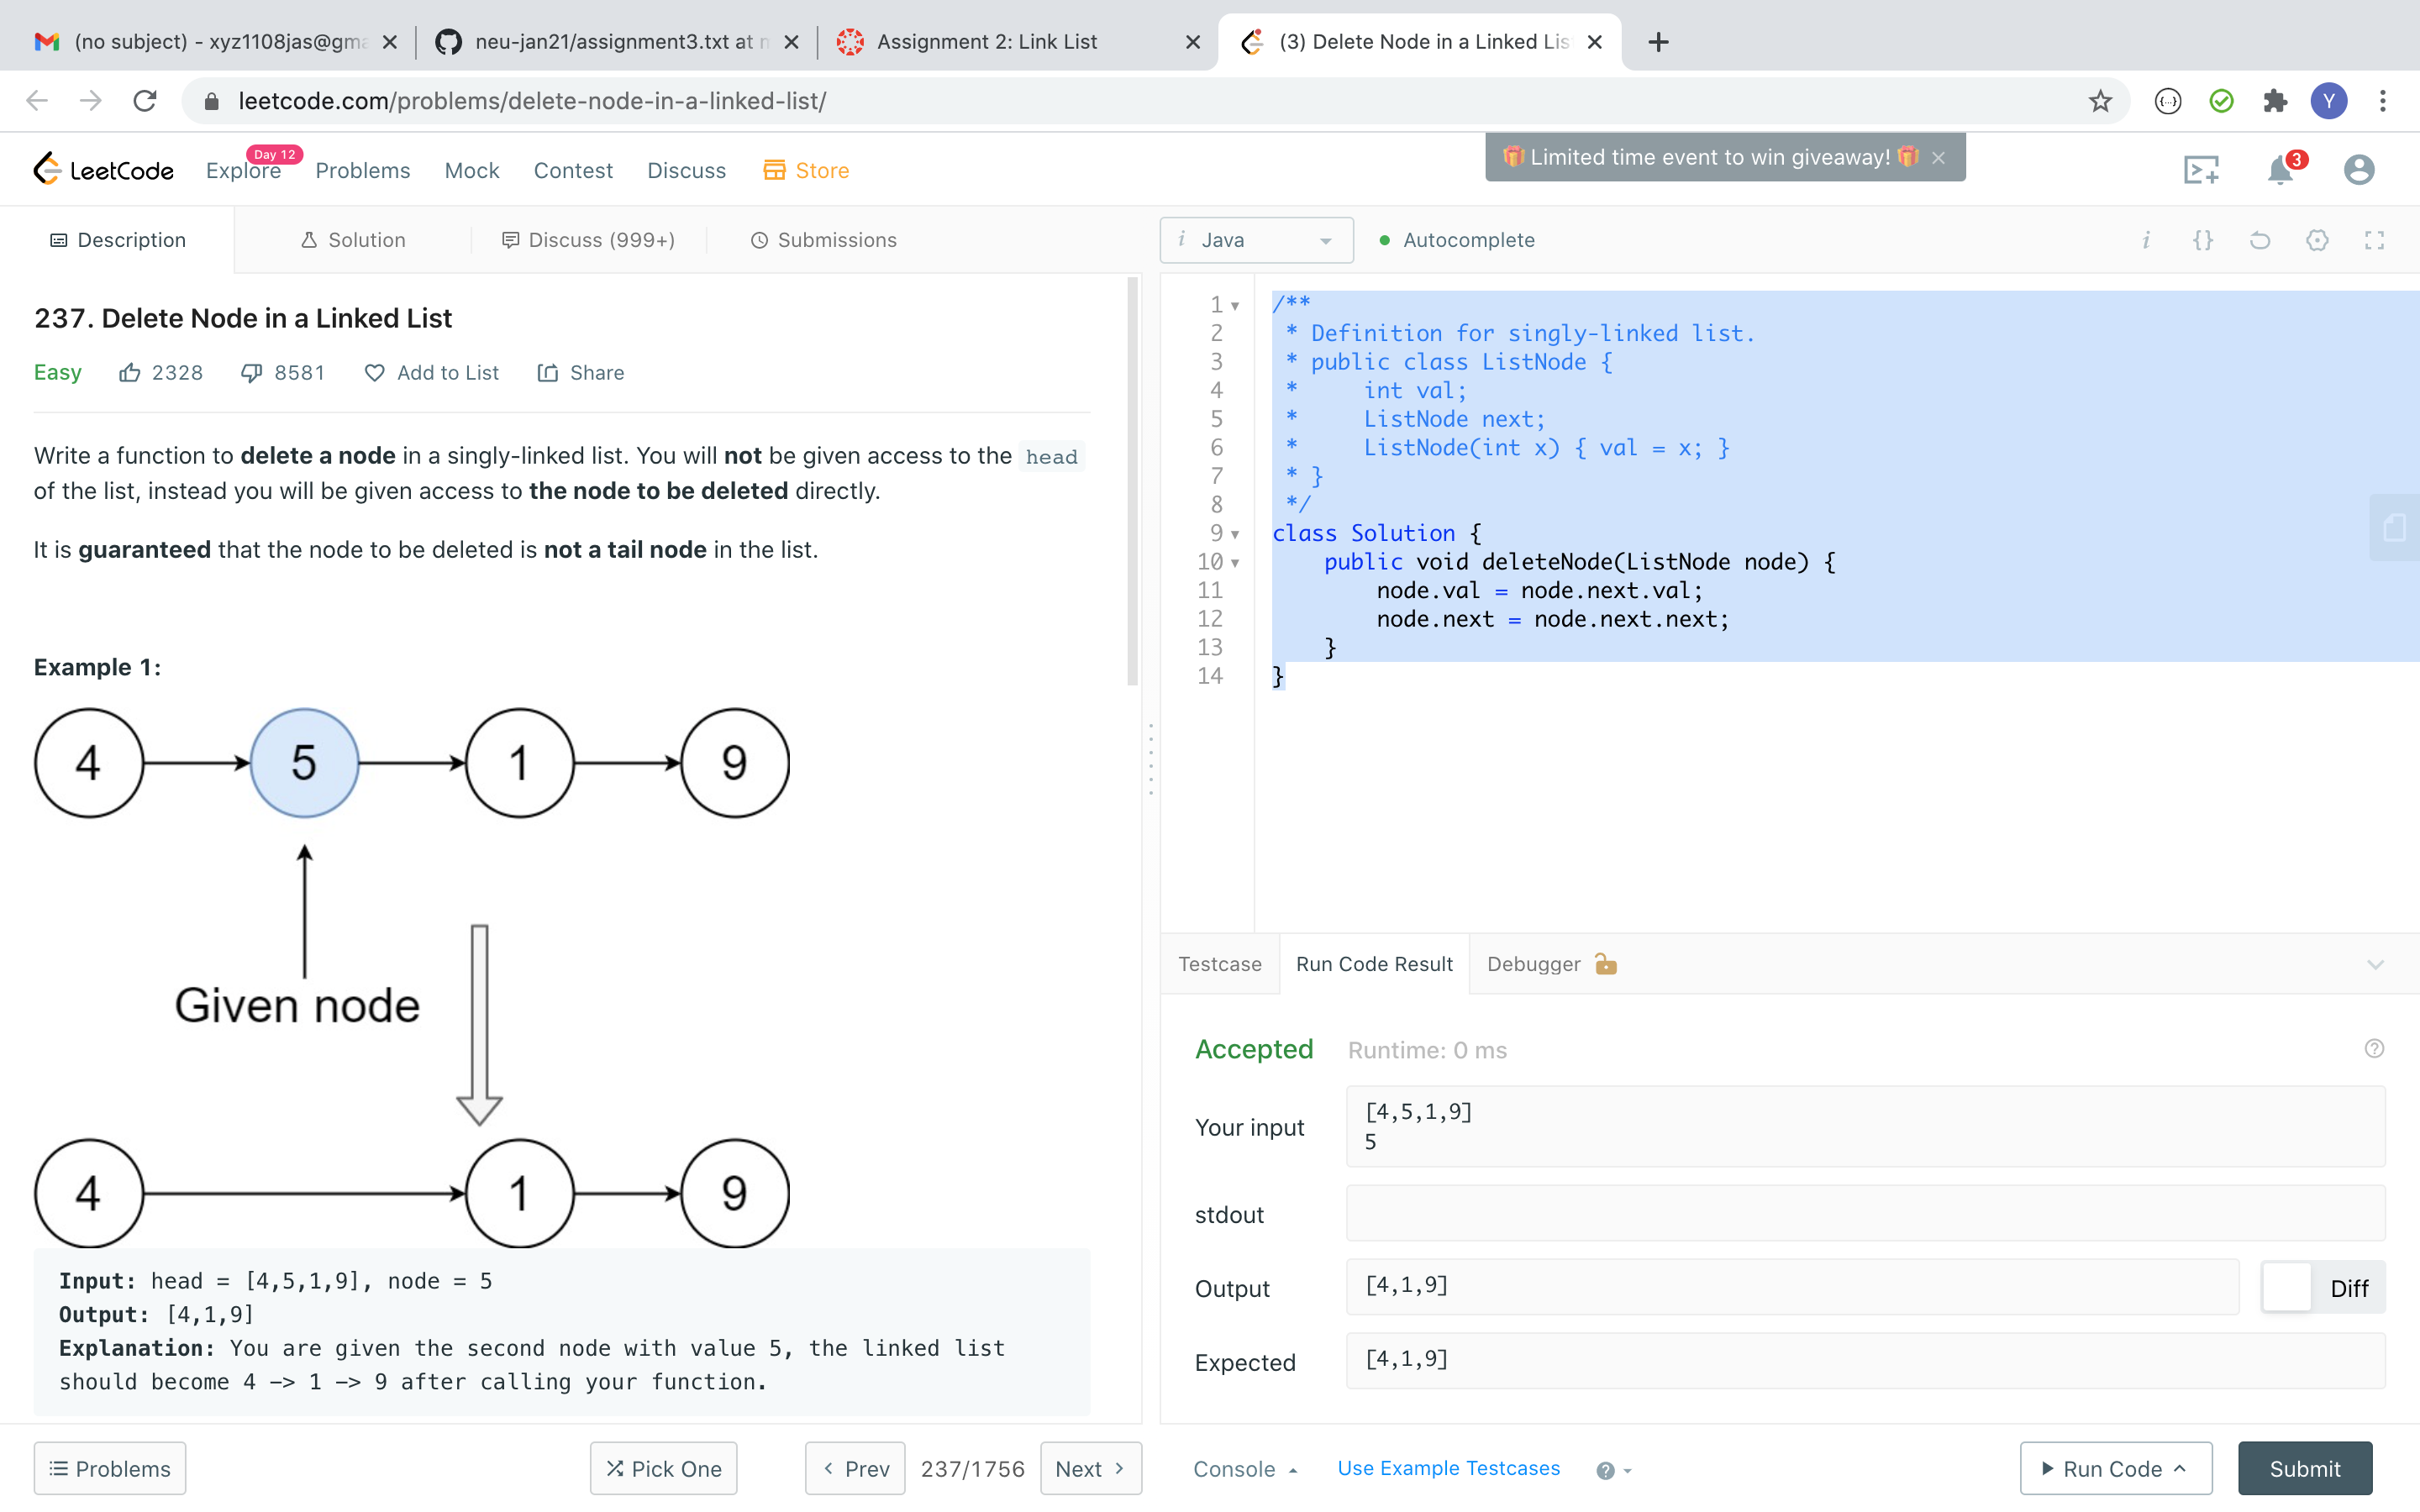 (no subject) - xyz1108jas@gma
neu-jan21/assignment3.txt at n
Assignment 2: Link List
(3) Delete Node in a Linked Lis
leetcode.com/problems/delete-node-in-a-linked-list/
Y
LeetCode
Explore
Day 12
Problems
Mock
Contest
Discuss
Store
🎁 Limited time event to win giveaway! 🎁
3
Description
Solution
Discuss (999+)
Submissions
i Java
Autocomplete
i
{}
237. Delete Node in a Linked List
Easy
2328
8581
Add to List
Share
Write a function to delete a node in a singly-linked list. You will not be given access to the head
of the list, instead you will be given access to the node to be deleted directly.
It is guaranteed that the node to be deleted is not a tail node in the list.
Example 1:
4 5 1 9
Given node
4 1 9
Input: head = [4,5,1,9], node = 5
Output: [4,1,9]
Explanation: You are given the second node with value 5, the linked list
should become 4 -> 1 -> 9 after calling your function.
Problems
Pick One
Prev
237/1756
Next
1 /**
2 * Definition for singly-linked list.
3 * public class ListNode {
4 *     int val;
5 *     ListNode next;
6 *     ListNode(int x) { val = x; }
7 * }
8 */
9 class Solution {
10     public void deleteNode(ListNode node) {
11         node.val = node.next.val;
12         node.next = node.next.next;
13     }
14 }
Testcase
Run Code Result
Debugger
Accepted
Runtime: 0 ms
Your input
[4,5,1,9]
5
stdout
Output
[4,1,9]
Diff
Expected
[4,1,9]
Console
Use Example Testcases
Run Code
Submit